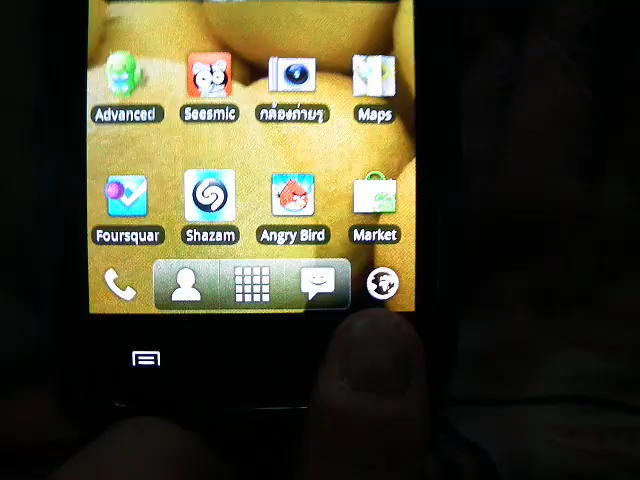 Advanced
Seesmic
กล้องถ่ายรู
Maps
Foursquar
Shazam
Angry Bird
Market